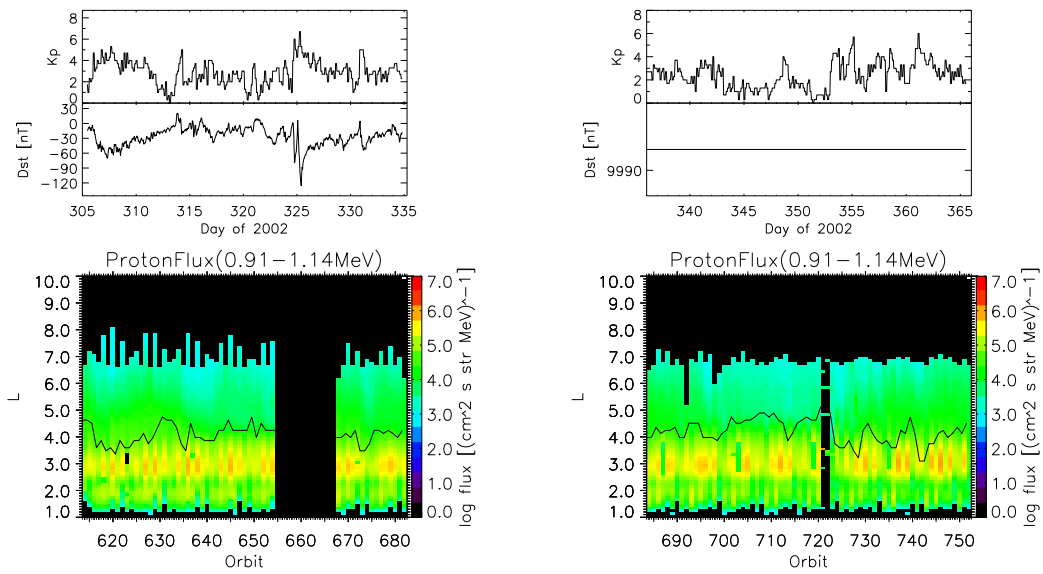 8
6
4
2
0
Kp
30
0
-30
-60
-90
-120
Dst [nT]
305 310 315 320 325 330 335
Day of 2002
ProtonFlux(0.91-1.14MeV)
10.0
9.0
8.0
7.0
6.0
5.0
4.0
3.0
2.0
1.0
L
620 630 640 650 660 670 680
Orbit
7.0
6.0
5.0
4.0
3.0
2.0
1.0
0.0
log flux [(cm^2 s str MeV)^-1]
8
6
4
2
0
Kp
9990
Dst [nT]
340 345 350 355 360 365
Day of 2002
ProtonFlux(0.91-1.14MeV)
10.0
9.0
8.0
7.0
6.0
5.0
4.0
3.0
2.0
1.0
L
690 700 710 720 730 740 750
Orbit
7.0
6.0
5.0
4.0
3.0
2.0
1.0
0.0
log flux [(cm^2 s str MeV)^-1]